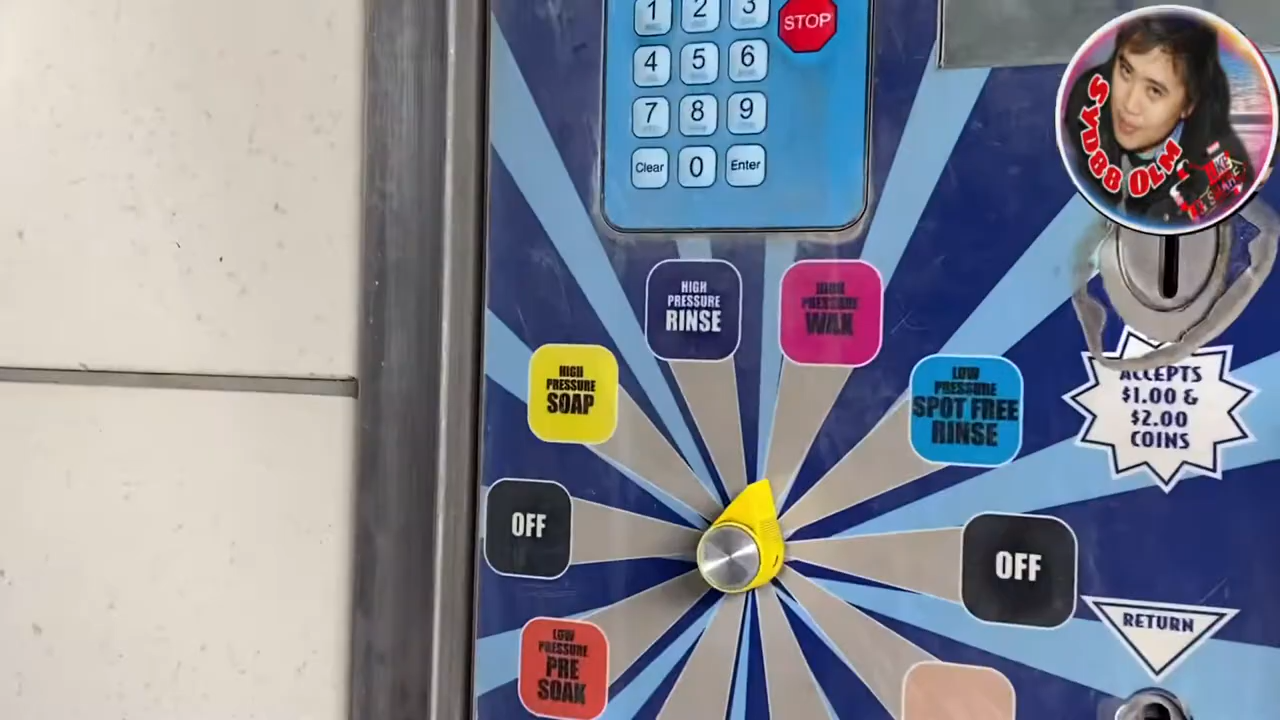 1 2 3 STOP
4 5 6
7 8 9
Clear 0 Enter
SYD88 OLM
HIGH
PRESSURE
RINSE
HIGH
PRESSURE
WAX
HIGH
PRESSURE
SOAP
LOW
PRESSURE
SPOT FREE
RINSE
ACCEPTS
$1.00 &
$2.00
COINS
OFF
OFF
RETURN
LOW
PRESSURE
PRE
SOAK